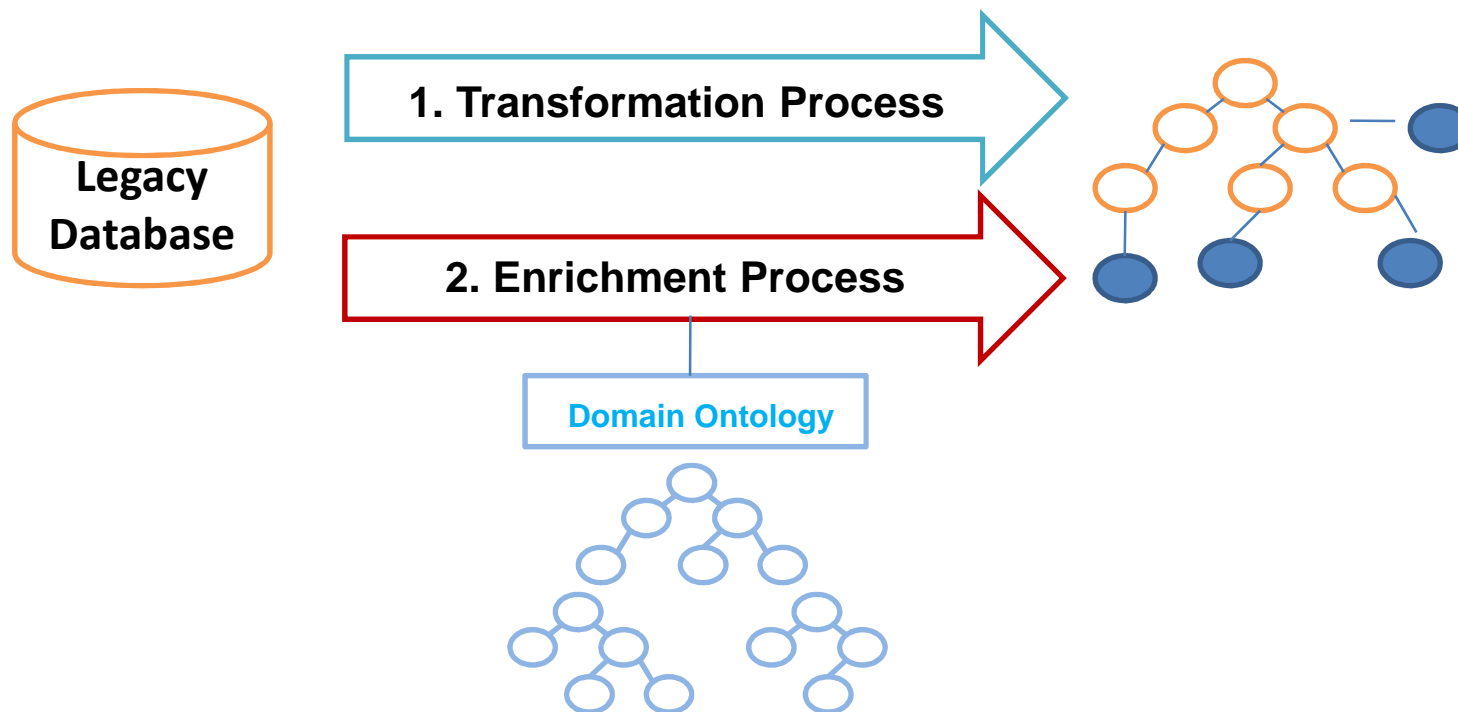 1. Transformation Process
Legacy
Database
2. Enrichment Process
Domain Ontology